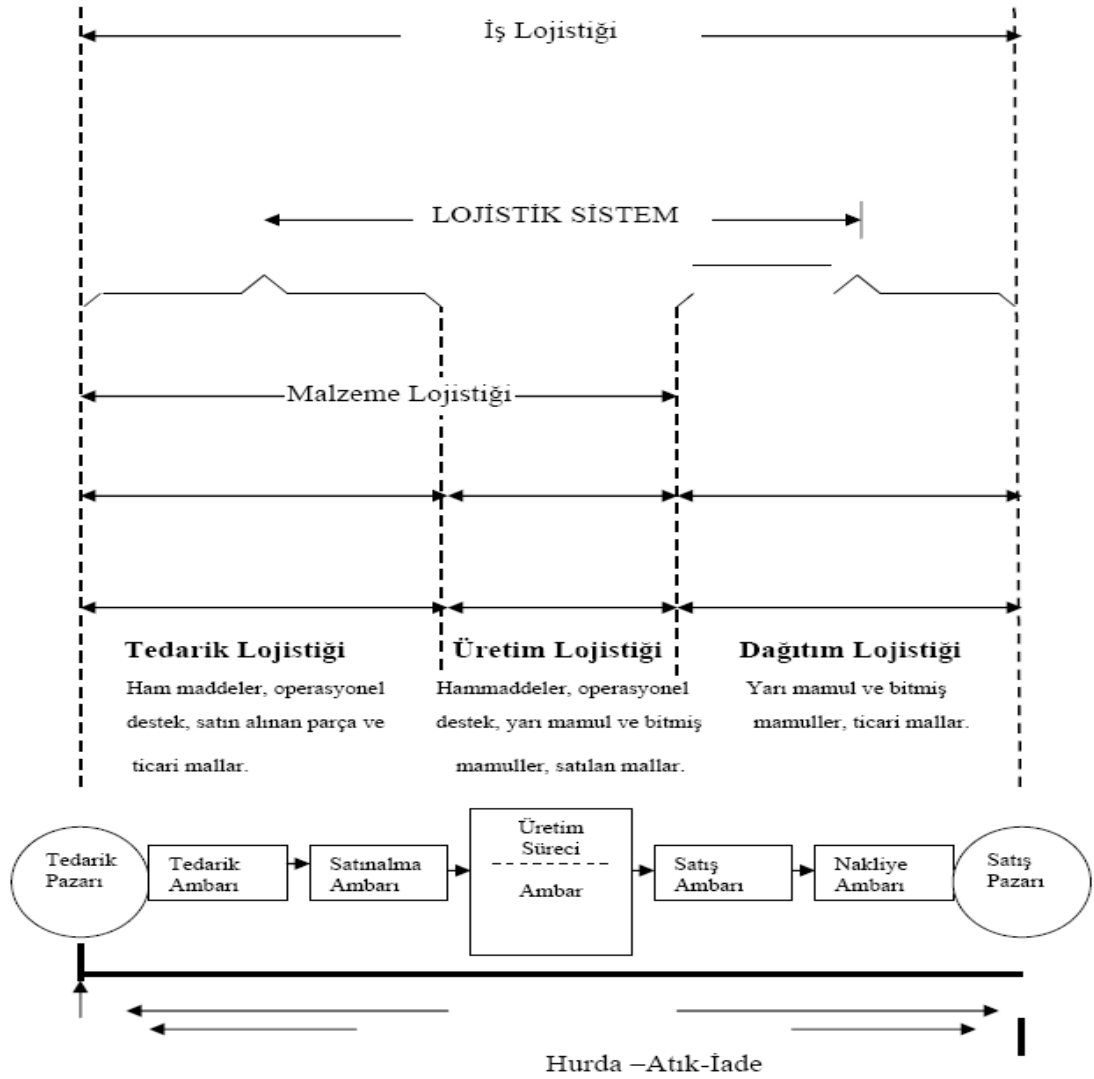 İş Lojistiği
LOJİSTİK SİSTEM
Malzeme Lojistiği
Tedarik Lojistiği
Ham maddeler, operasyonel
destek, satın alınan parça ve
ticari mallar.
Üretim Lojistiği
Hammaddeler, operasyonel
destek, yarı mamul ve bitmiş
mamuller, satılan mallar.
Dağıtım Lojistiği
Yarı mamul ve bitmiş
mamuller, ticari mallar.
Tedarik
Pazarı
Tedarik
Ambarı
Satınalma
Ambarı
Üretim
Süreci
Ambar
Satış
Ambarı
Nakliye
Ambarı
Satış
Pazarı
Hurda –Atık-İade